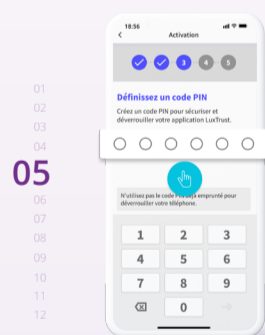 01
02
03
04
05
06
07
08
09
10
11
12
18:56
Activation
3 4 5
Définissez un code PIN
Créez un code PIN pour sécuriser et
déverrouiller votre application LuxTrust.
N'utilisez pas le code PIN déjà emprunté pour
déverrouiller votre téléphone.
1 2 3
4 5 6
7 8 9
0